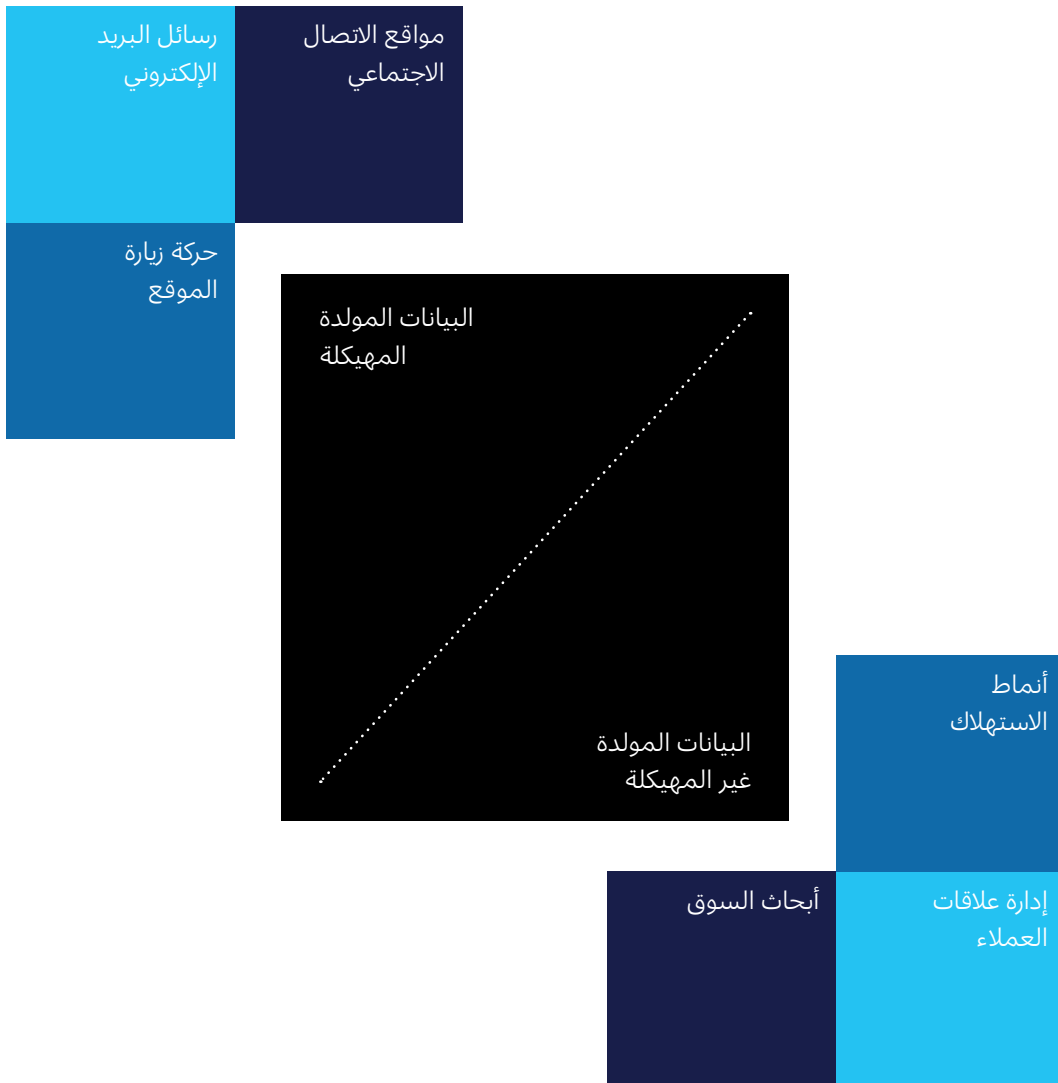 مواقع الاتصال
الاجتماعي
رسائل البريد
الإلكتروني
حركة زيارة
الموقع
البيانات المولدة
المهيكلة
البيانات المولدة
غير المهيكلة
أنماط
الاستهلاك
إدارة علاقات
العملاء
أبحاث السوق